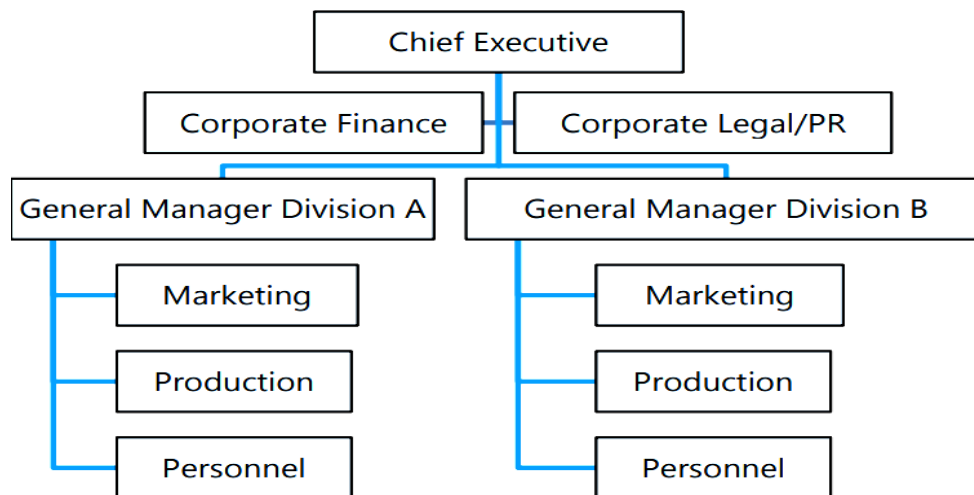 Chief Executive
Corporate Finance
Corporate Legal/PR
General Manager Division A
General Manager Division B
Marketing
Marketing
Production
Production
Personnel
Personnel